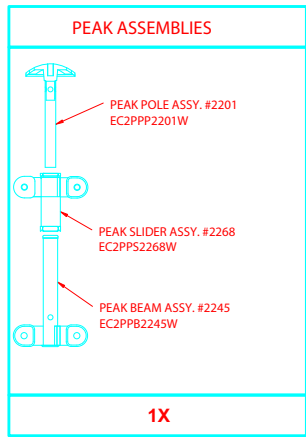 PEAK ASSEMBLIES
PEAK POLE ASSY. #2201
EC2PPP2201W
PEAK SLIDER ASSY. #2268
EC2PPS2268W
PEAK BEAM ASSY. #2245
EC2PPB2245W
1X